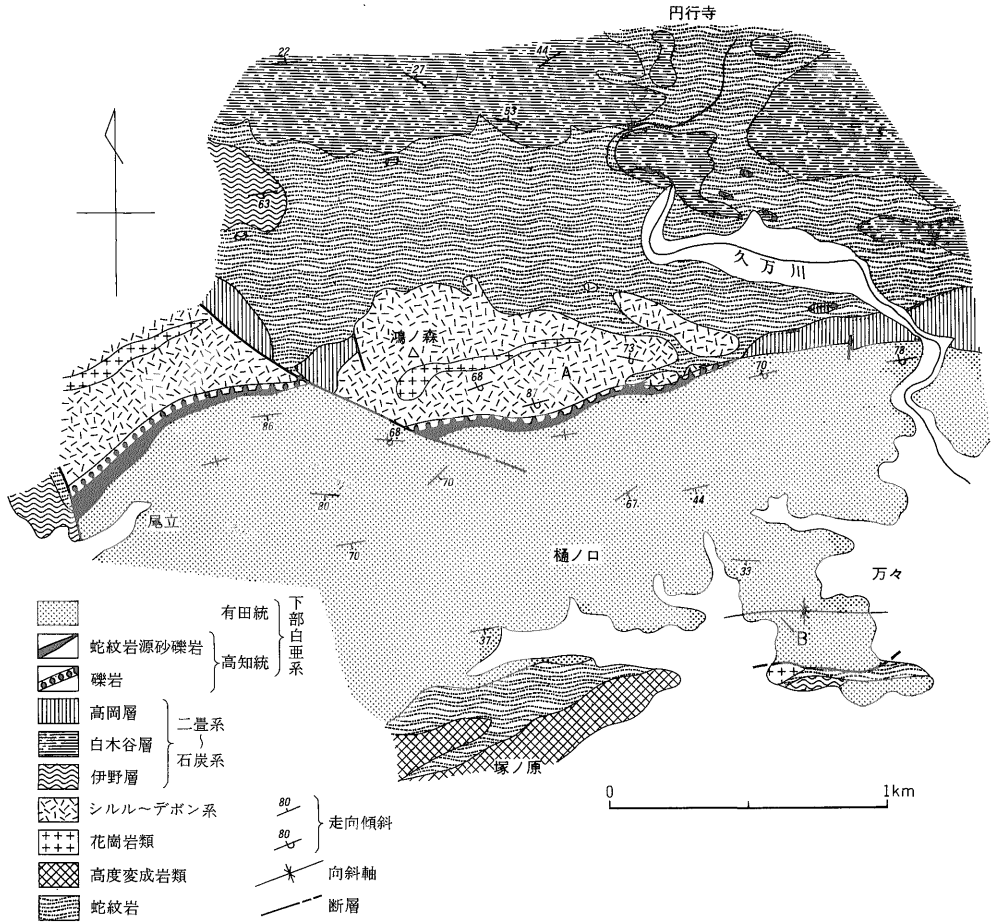 円行寺
22
27
44
53
63
久万川
鴻ノ森
68
73
A
8
70
78
86
68
70
80
67
44
尾立
70
樋ノ口
33
万々
B
37
塚ノ原
0 1km
有田統
蛇紋岩源砂礫岩
礫岩
高知統
下部白亜系
高岡層
白木谷層
伊野層
二畳系
〜
石炭系
シルル〜デボン系
花崗岩類
高度変成岩類
蛇紋岩
80
80
走向傾斜
向斜軸
断層